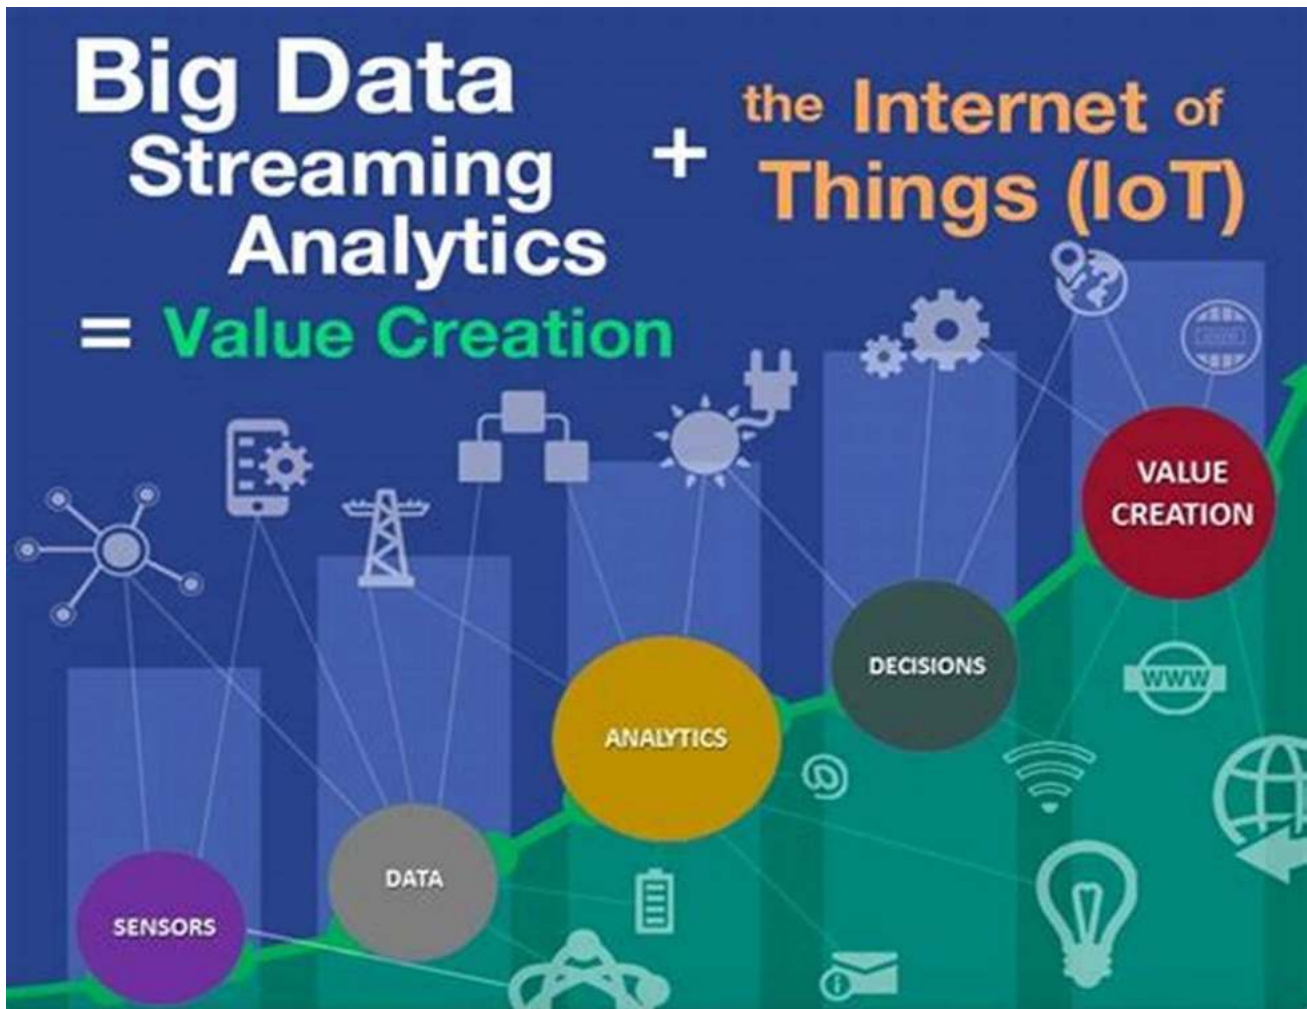 Big Data
Streaming
Analytics
+
the Internet of
Things (IoT)
= Value Creation
VALUE
CREATION
DECISIONS
WWW
ANALYTICS
@
DATA
SENSORS
i